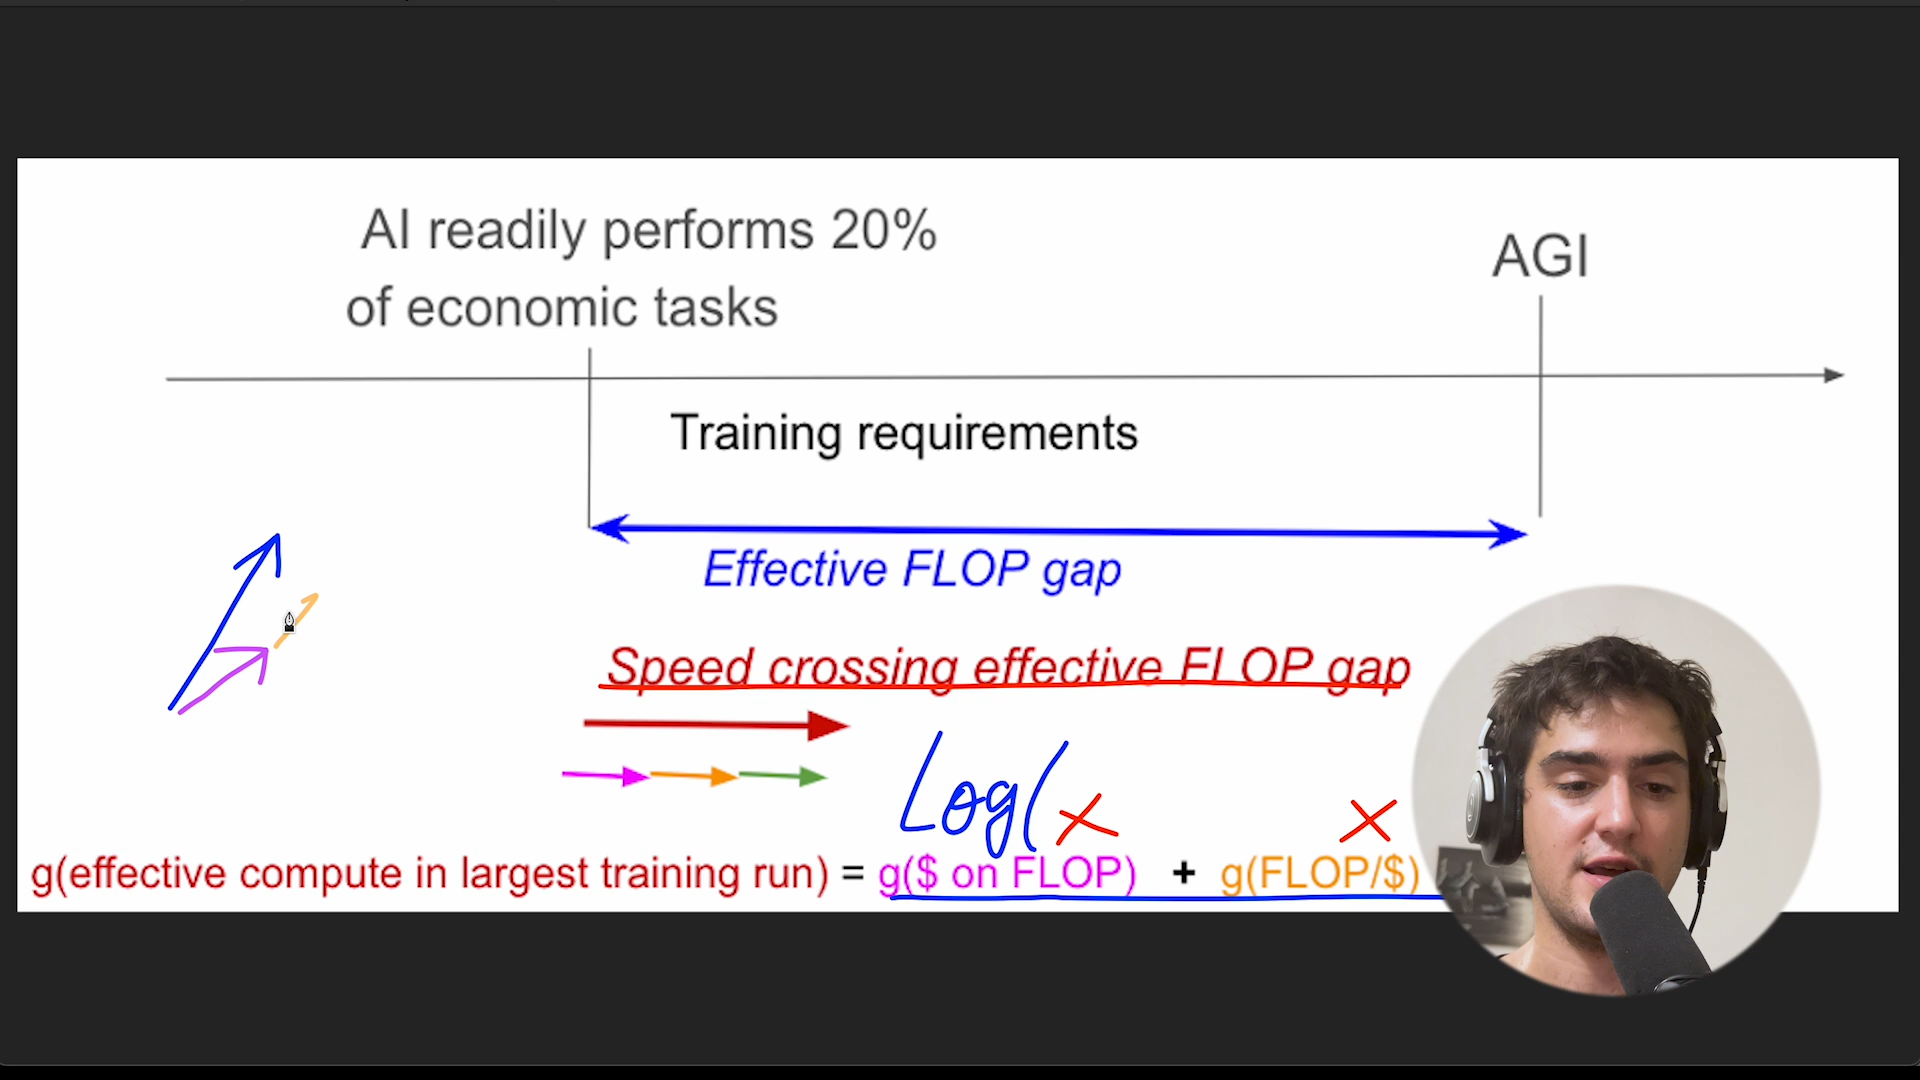 AI readily performs 20%
of economic tasks
AGI
Training requirements
Effective FLOP gap
Speed crossing effective FLOP gap
Log( x x
g(effective compute in largest training run) = g($ on FLOP) + g(FLOP/$)